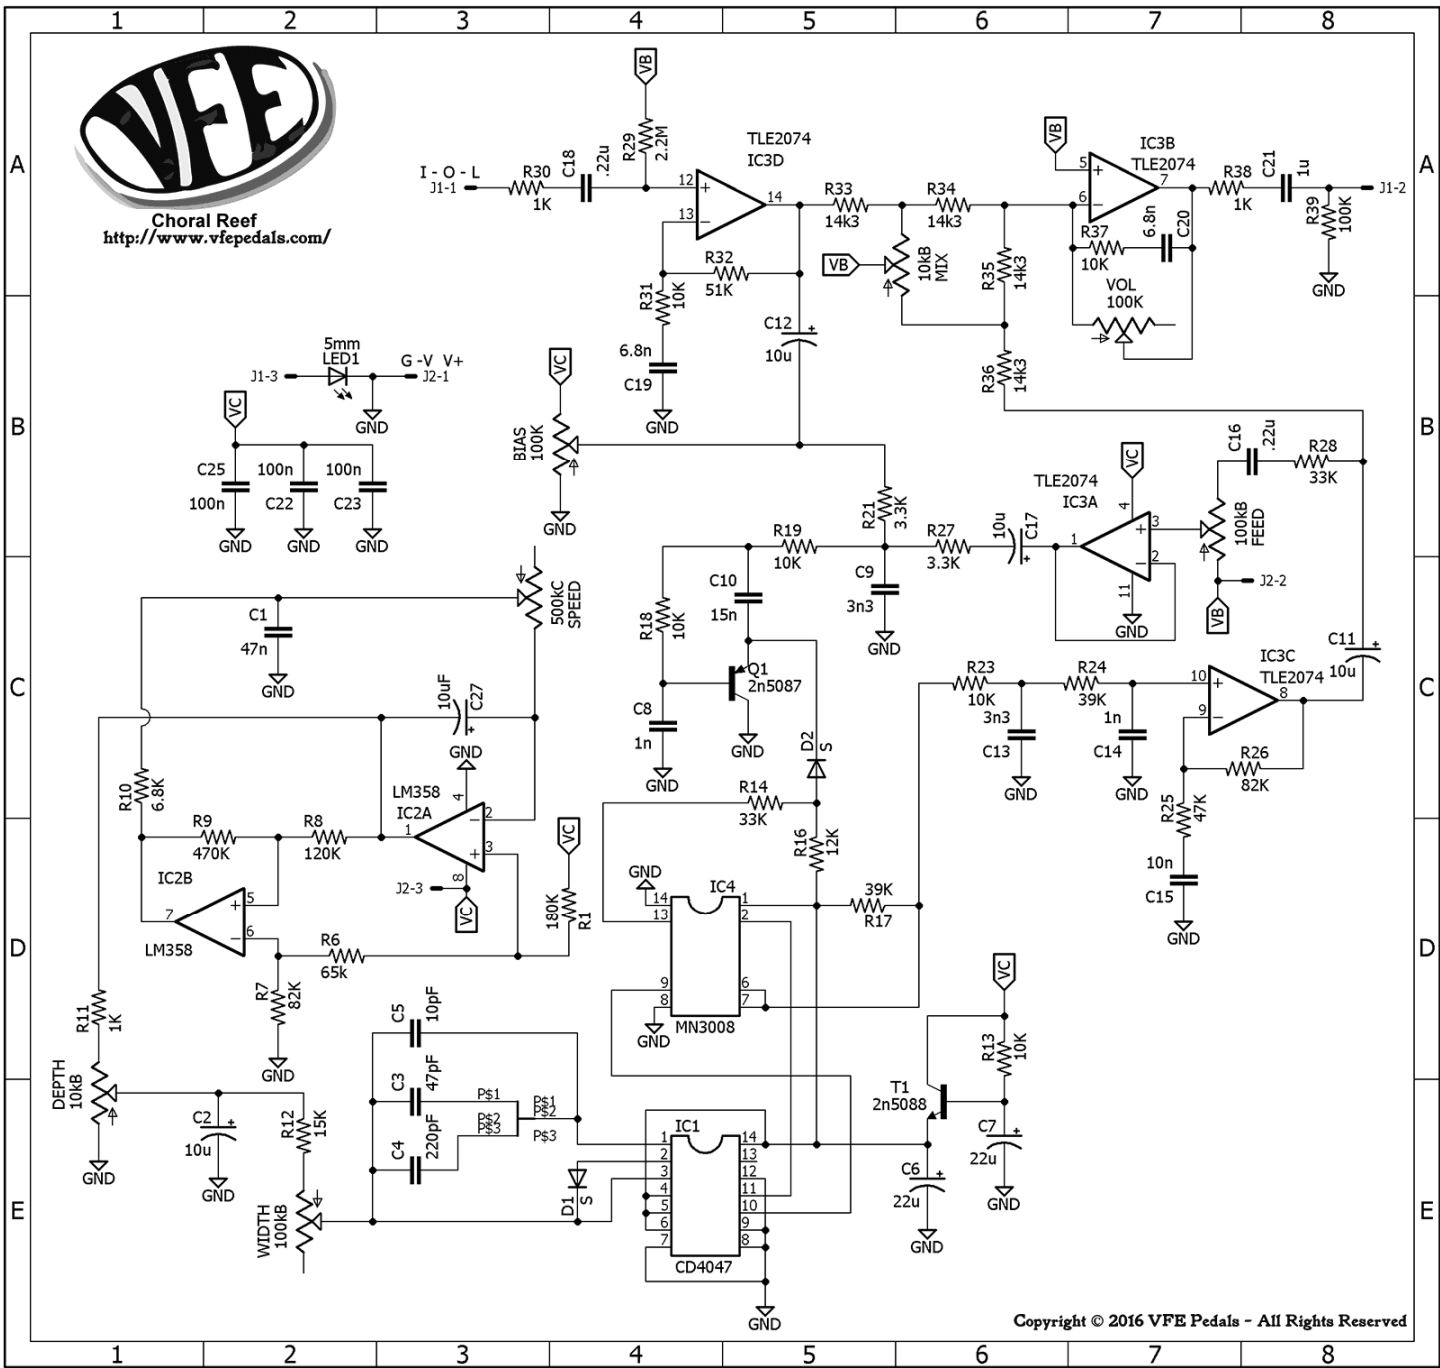 1 2 3 4 5 6 7 8
VFE
Choral Reef
http://www.vfepedals.com/
A
A
VB
R29
2.2M
C18
.22u
I - O - L
J1-1
R30
1K
12
13
14
TLE2074
IC3D
R33
14k3
R34
14k3
VB
IC3B
TLE2074
5
6
7
R38
1K
C21
1u
J1-2
R39
100K
GND
R37
10K
6.8n
C20
VOL
100K
VB
10kB
MIX
R35
14k3
R32
51K
R31
10K
C12
10u
6.8n
C19
GND
R36
14k3
B
B
5mm
LED1
J1-3
G -V V+
J2-1
GND
VC
C25
100n
100n
C22
100n
C23
GND
GND
GND
VC
BIAS
100K
GND
R21
3.3K
R19
10K
R27
3.3K
10u
C17
TLE2074
IC3A
VC
4
3
2
1
11
GND
C16
.22u
R28
33K
100kB
FEED
J2-2
VB
C
C
C1
47n
GND
500kC
SPEED
R18
10K
C10
15n
C9
3n3
GND
Q1
2n5087
C8
1n
GND
GND
D2
S
R23
10K
3n3
C13
GND
R24
39K
1n
C14
GND
IC3C
TLE2074
10
9
8
C11
10u
R26
82K
R25
47K
10n
C15
GND
10uF
C27
GND
LM358
IC2A
4
2
3
1
8
J2-3
VC
R10
6.8K
R9
470K
R8
120K
IC2B
5
6
7
LM358
R6
65k
R7
82K
GND
VC
180K
R1
R14
33K
R16
12K
39K
R17
D
D
GND
IC4
14
13
9
8
1
2
6
7
GND
MN3008
VC
R13
10K
T1
2n5088
C7
22u
GND
C6
22u
GND
R11
1K
DEPTH
10kB
GND
C2
10u
GND
R12
15K
WIDTH
100kB
C5
10pF
C3
47pF
C4
220pF
P$1
P$2
P$3
P$1
P$2
P$3
D1
S
E
E
IC1
1
2
3
4
5
6
7
14
13
12
11
10
9
8
CD4047
GND
Copyright © 2016 VFE Pedals - All Rights Reserved
1 2 3 4 5 6 7 8